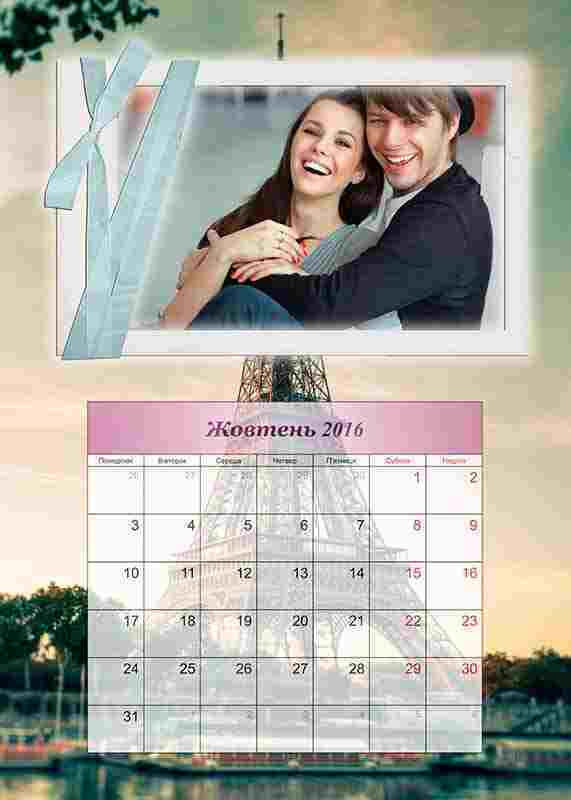 Жовтень 2016
Понеділок Вівторок Середа Четвер П'ятниця Субота Неділя
26 27 28 29 30 1 2
3 4 5 6 7 8 9
10 11 12 13 14 15 16
17 18 19 20 21 22 23
24 25 26 27 28 29 30
31 1 2 3 4 5 6